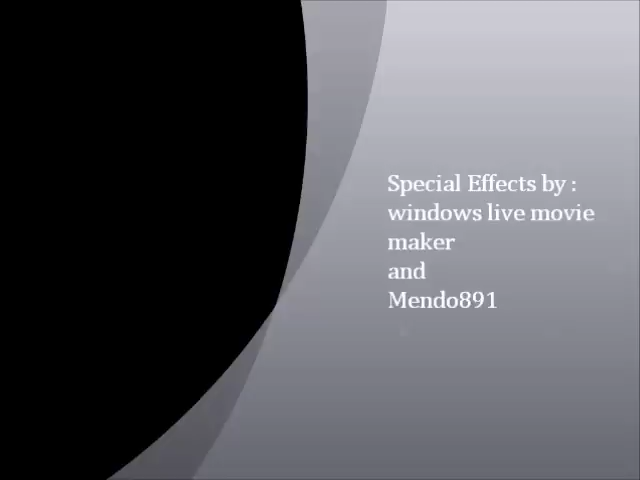 Special Effects by :
windows live movie
maker
and
Mendo891